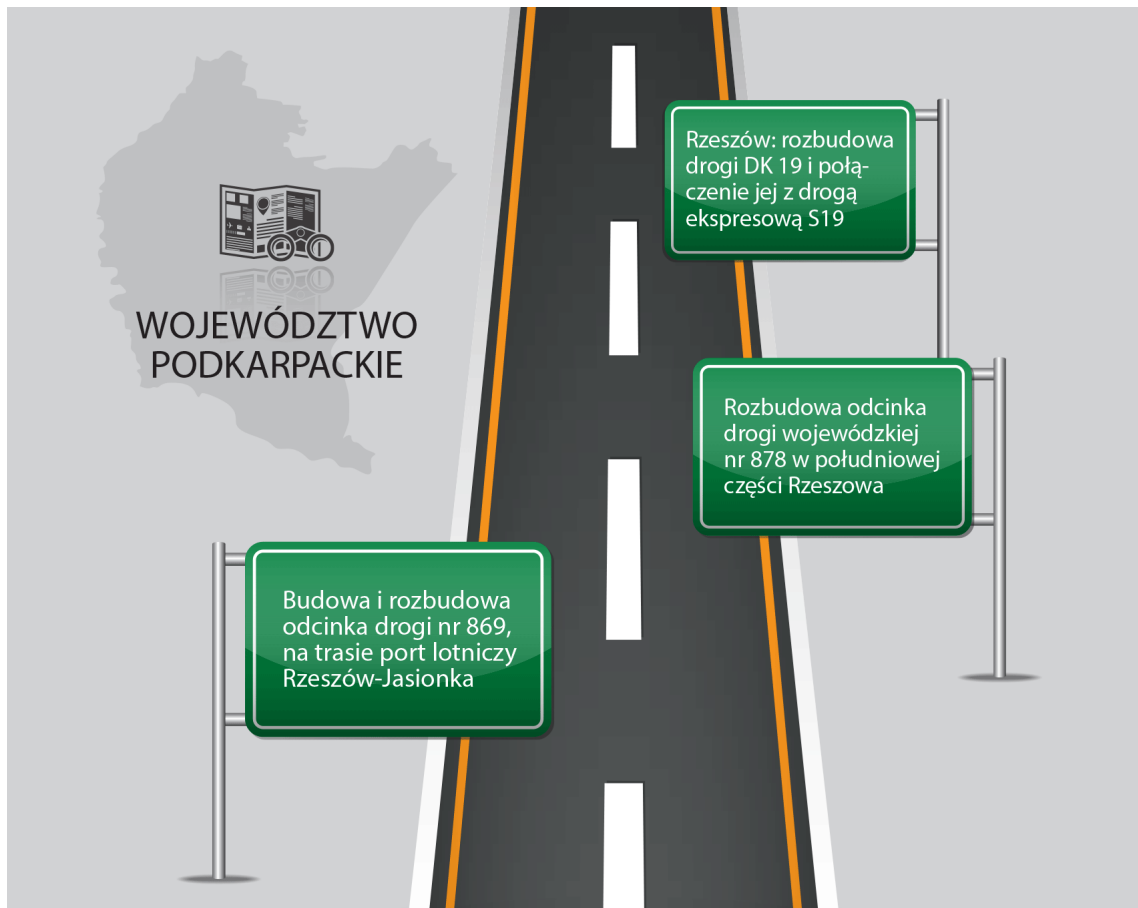 WOJEWÓDZTWO
PODKARPACKIE
Rzeszów: rozbudowa
drogi DK 19 i połą-
czenie jej z drogą
ekspresową S19
Rozbudowa odcinka
drogi wojewódzkiej
nr 878 w południowej
części Rzeszowa
Budowa i rozbudowa
odcinka drogi nr 869,
na trasie port lotniczy
Rzeszów-Jasionka